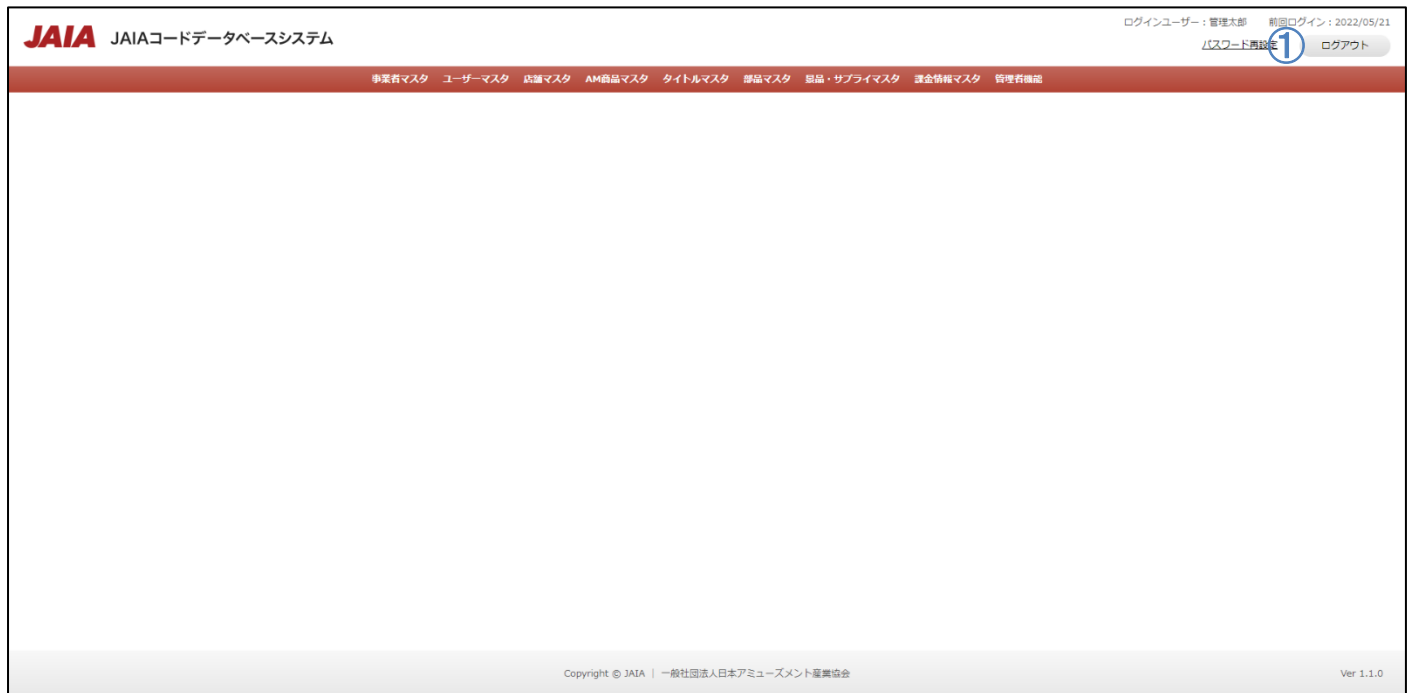 ログインユーザー：管理太郎 前回ログイン：2022/05/21
JAIA JAIAコードデータベースシステム
パスワード再設定 ① ログアウト
事業者マスタ ユーザーマスタ 店舗マスタ AM商品マスタ タイトルマスタ 部品マスタ 景品・サプライマスタ 課金情報マスタ 管理者機能
Copyright © JAIA | 一般社団法人日本アミューズメント産業協会
Ver 1.1.0